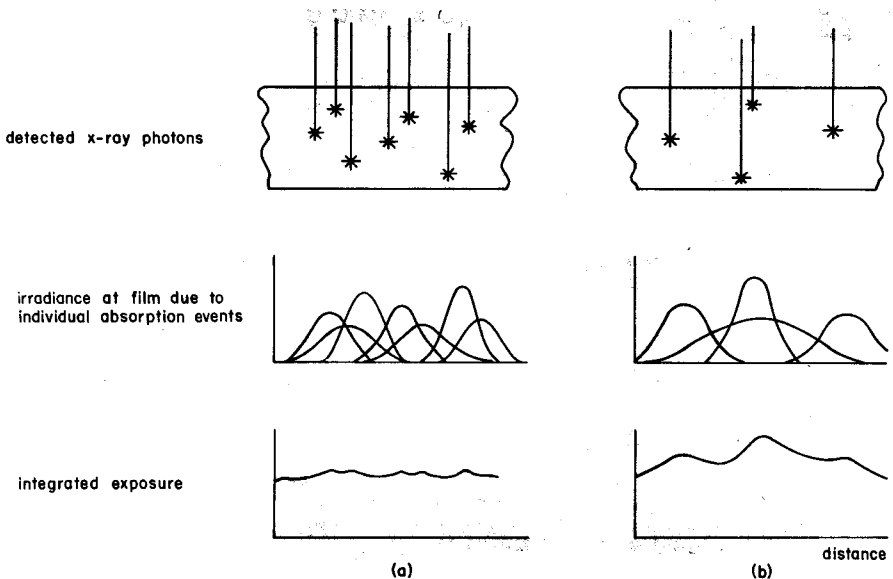 detected x-ray photons
irradiance at film due to
individual absorption events
integrated exposure
distance
(a)
(b)